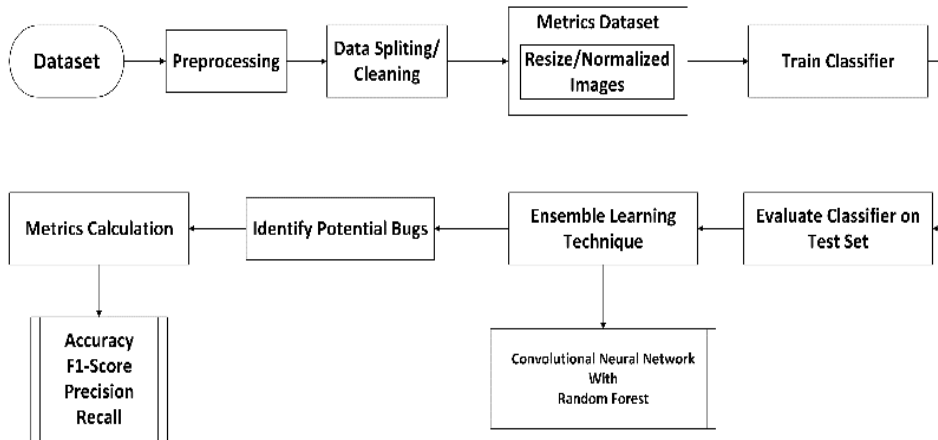 Dataset
Preprocessing
Data Spliting/
Cleaning
Metrics Dataset
Resize/Normalized
Images
Train Classifier
Evaluate Classifier on
Test Set
Ensemble Learning
Technique
Identify Potential Bugs
Metrics Calculation
Accuracy
F1-Score
Precision
Recall
Convolutional Neural Network
With
Random Forest